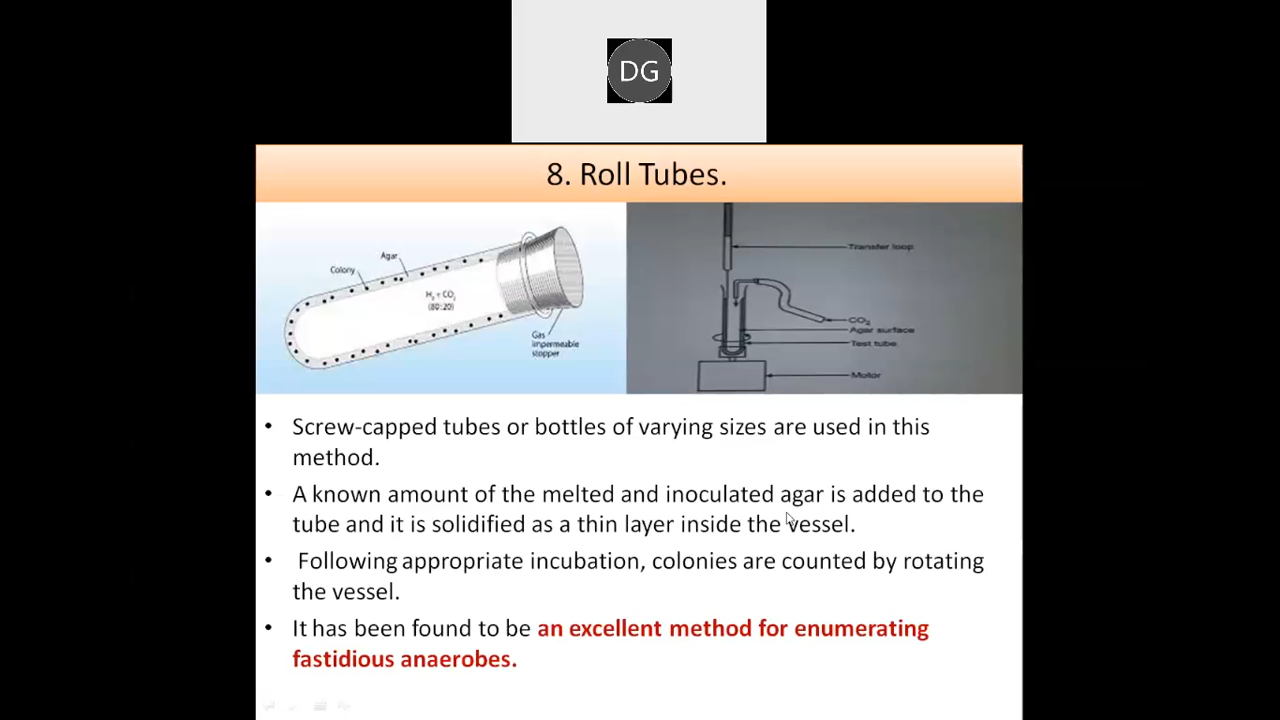 DG
8. Roll Tubes.
Colony
Agar
H₂ + CO₂
(80:20)
Gas
impermeable
stopper
Transfer loop
CO₂
Agar surface
Test tube
Motor
• Screw-capped tubes or bottles of varying sizes are used in this
method.
• A known amount of the melted and inoculated agar is added to the
tube and it is solidified as a thin layer inside the vessel.
• Following appropriate incubation, colonies are counted by rotating
the vessel.
• It has been found to be an excellent method for enumerating
fastidious anaerobes.